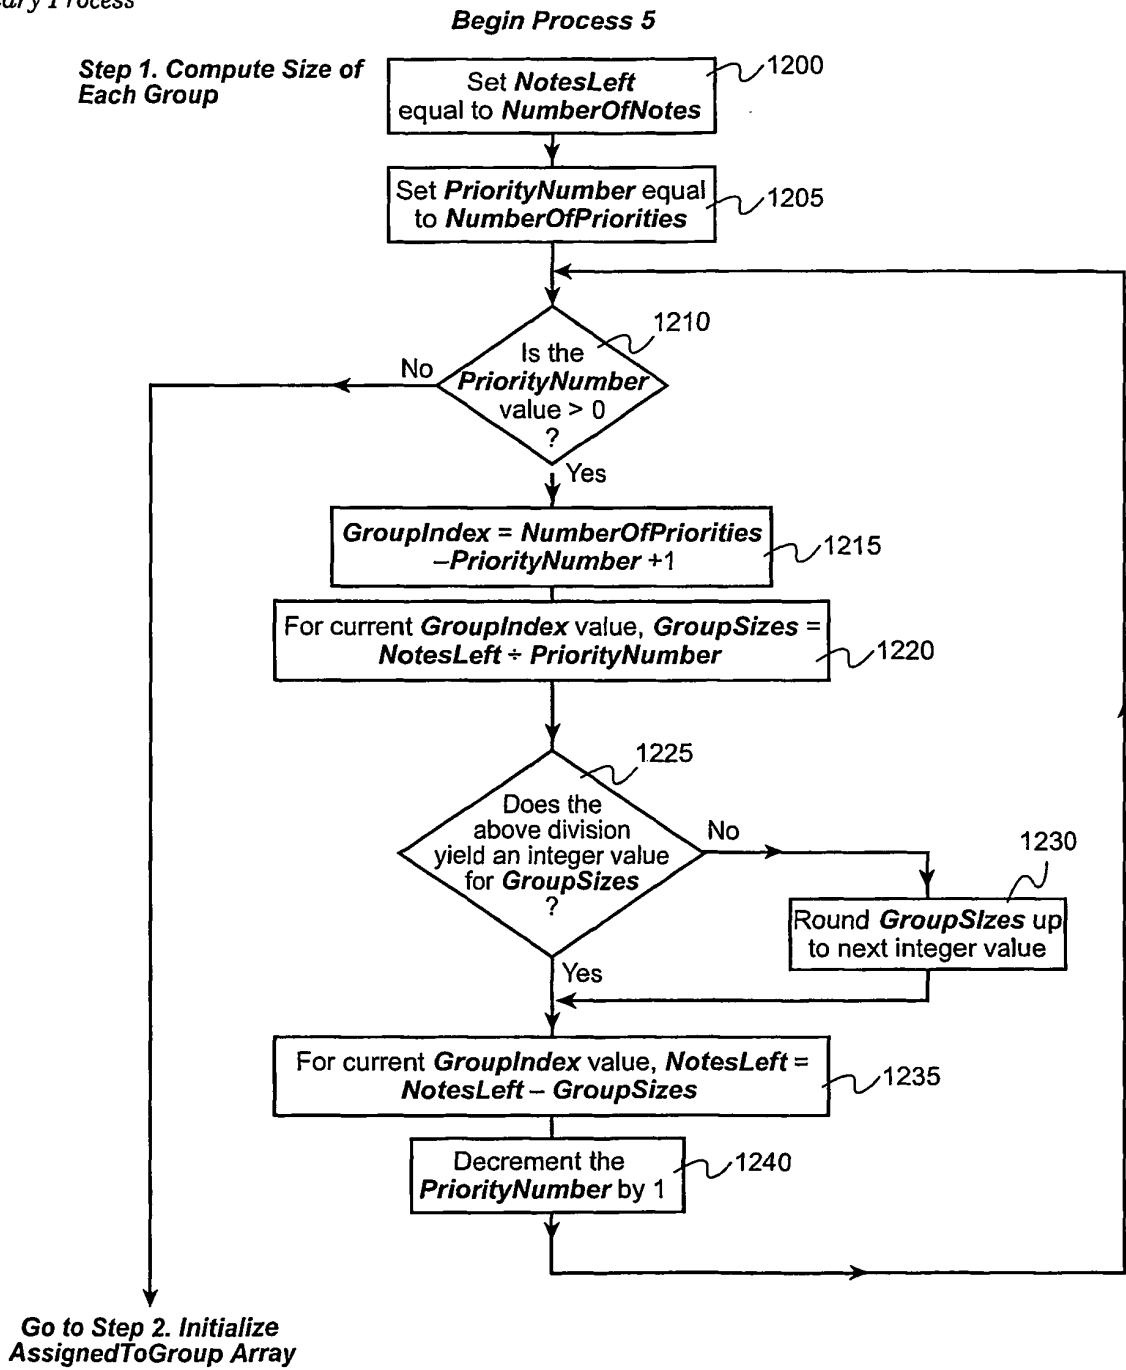 ary Process
Begin Process 5
Step 1. Compute Size of
Each Group
Set NotesLeft
equal to NumberOfNotes
1200
Set PriorityNumber equal
to NumberOfPriorities
1205
1210
Is the
PriorityNumber
value > 0
?
No
Yes
GroupIndex = NumberOfPriorities
–PriorityNumber +1
1215
For current GroupIndex value, GroupSizes =
NotesLeft ÷ PriorityNumber
1220
1225
Does the
above division
yield an integer value
for GroupSizes
?
No
Yes
1230
Round GroupSIzes up
to next integer value
For current GroupIndex value, NotesLeft =
NotesLeft – GroupSizes
1235
Decrement the
PriorityNumber by 1
1240
Go to Step 2. Initialize
AssignedToGroup Array